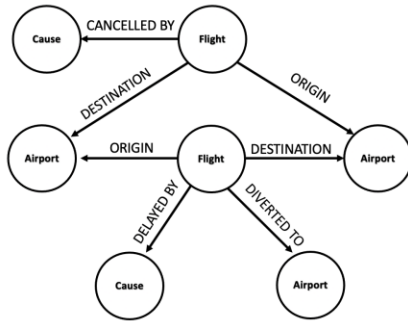 CANCELLED BY
Cause
Flight
DESTINATION
ORIGIN
Airport
ORIGIN
Flight
DESTINATION
Airport
DELAYED BY
DIVERTED TO
Cause
Airport